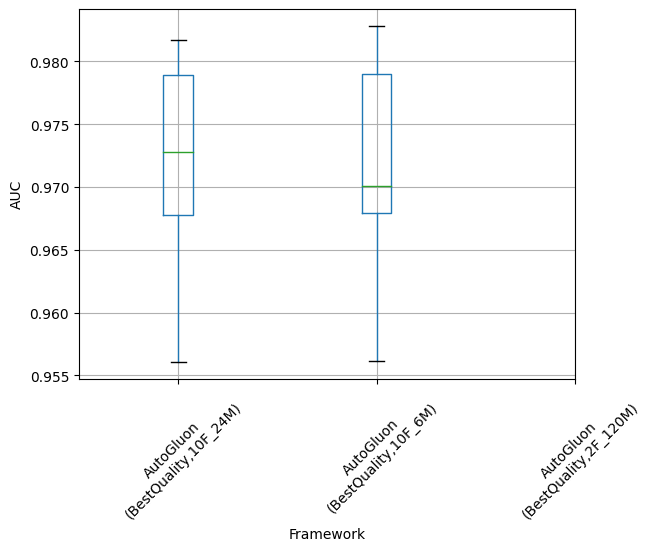 0.980
0.975
0.970
0.965
0.960
0.955
AUC
AutoGluon
(BestQuality,10F_24M)
AutoGluon
(BestQuality,10F_6M)
AutoGluon
(BestQuality,2F_120M)
Framework